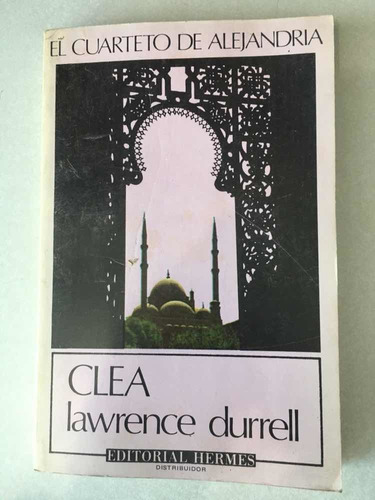 EL CUARTETO DE ALEJANDRIA
CLEA
lawrence durrell
EDITORIAL HERMES
DISTRIBUIDOR